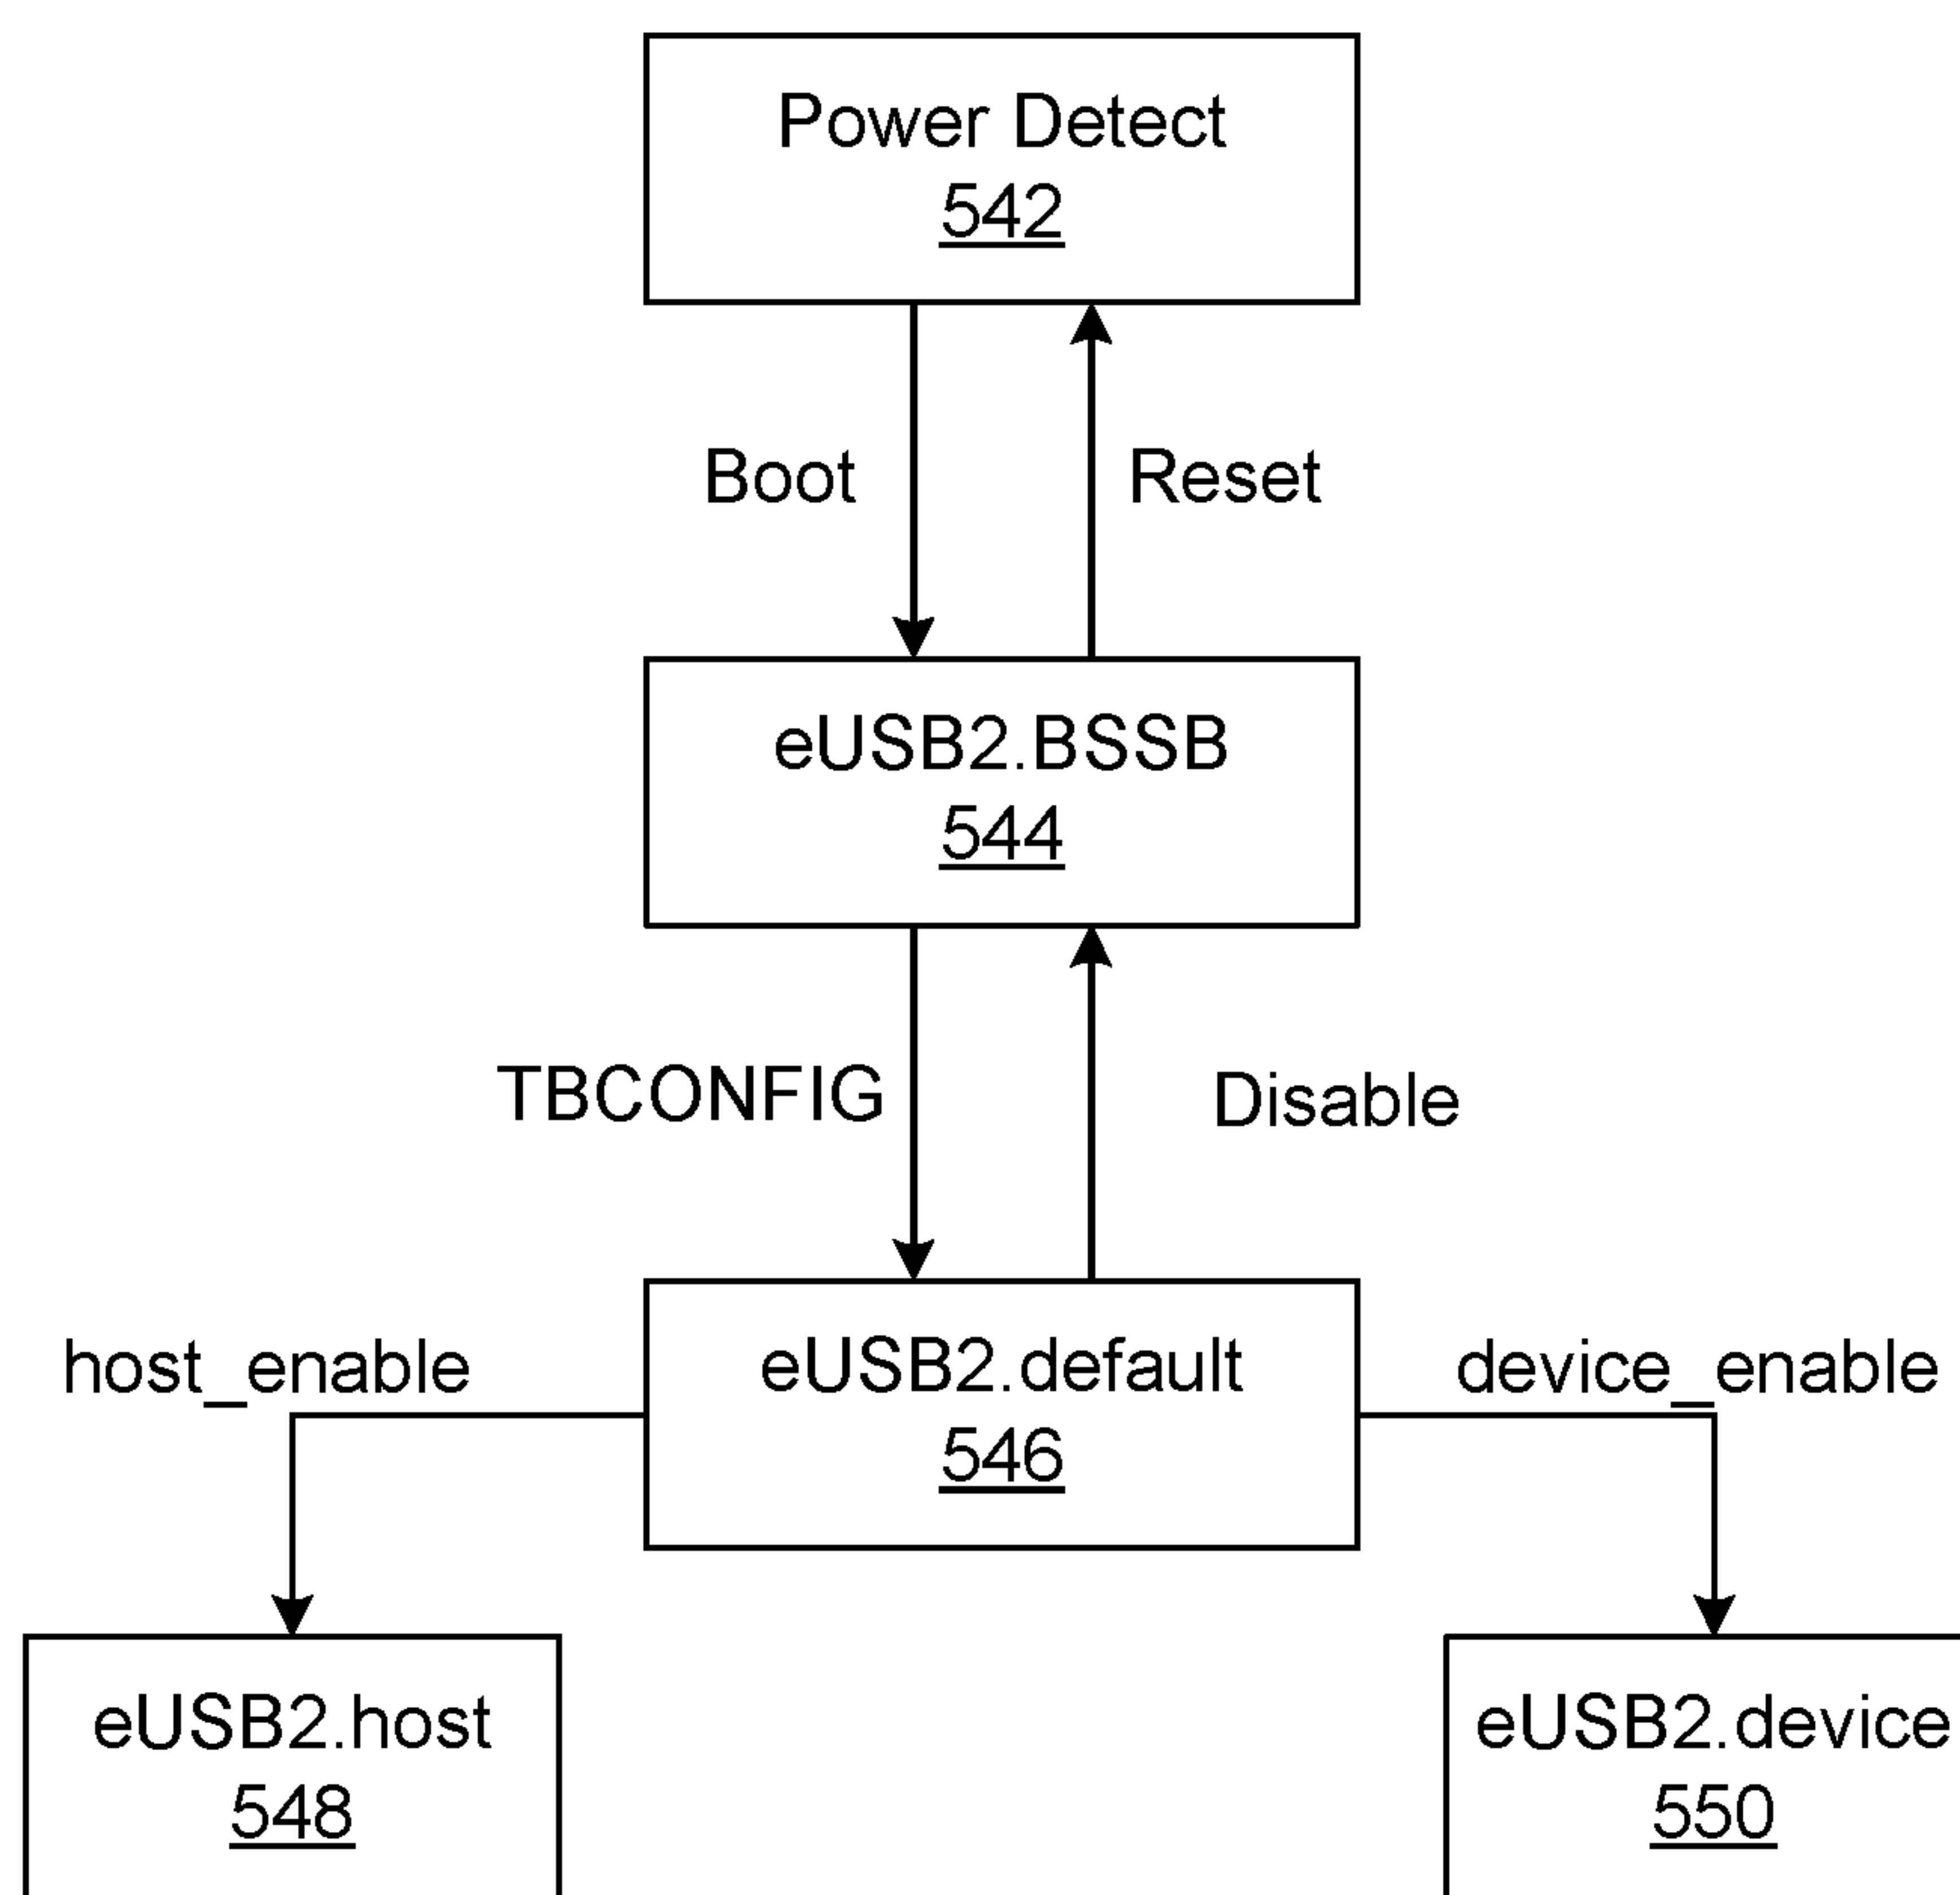 Power Detect
542
Boot
Reset
eUSB2.BSSB
544
TBCONFIG
Disable
host_enable
eUSB2.default
546
device_enable
eUSB2.host
548
eUSB2.device
550